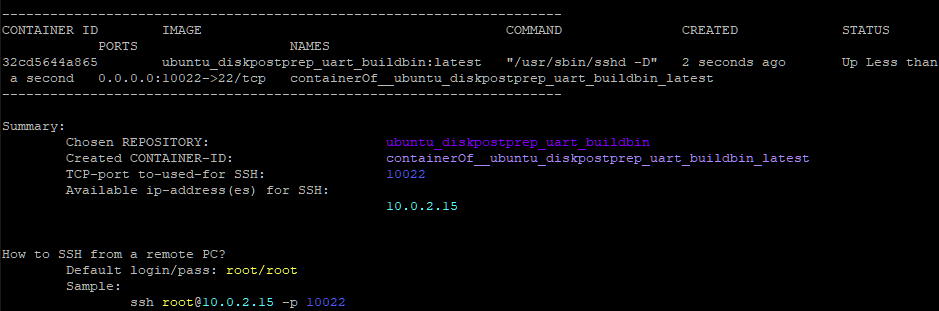 ----------------------------------------------------------------------
CONTAINER ID        IMAGE                                      COMMAND               CREATED             STATUS
            PORTS                   NAMES
32cd5644a865        ubuntu_diskpostprep_uart_buildbin:latest   "/usr/sbin/sshd -D"   2 seconds ago       Up Less than
 a second   0.0.0.0:10022->22/tcp   containerOf__ubuntu_diskpostprep_uart_buildbin_latest
----------------------------------------------------------------------
Summary:
        Chosen REPOSITORY:                      ubuntu_diskpostprep_uart_buildbin
        Created CONTAINER-ID:                   containerOf__ubuntu_diskpostprep_uart_buildbin_latest
        TCP-port to-used-for SSH:               10022
        Available ip-address(es) for SSH:
                                                10.0.2.15
How to SSH from a remote PC?
        Default login/pass: root/root
        Sample:
                ssh root@10.0.2.15 -p 10022